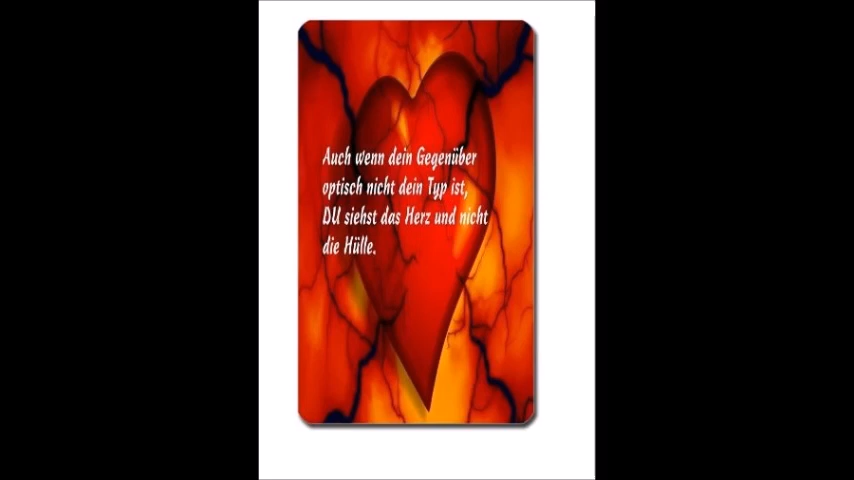 Auch wenn dein Gegenüber
optisch nicht dein Typ ist,
DU siehst das Herz und nicht
die Hülle.